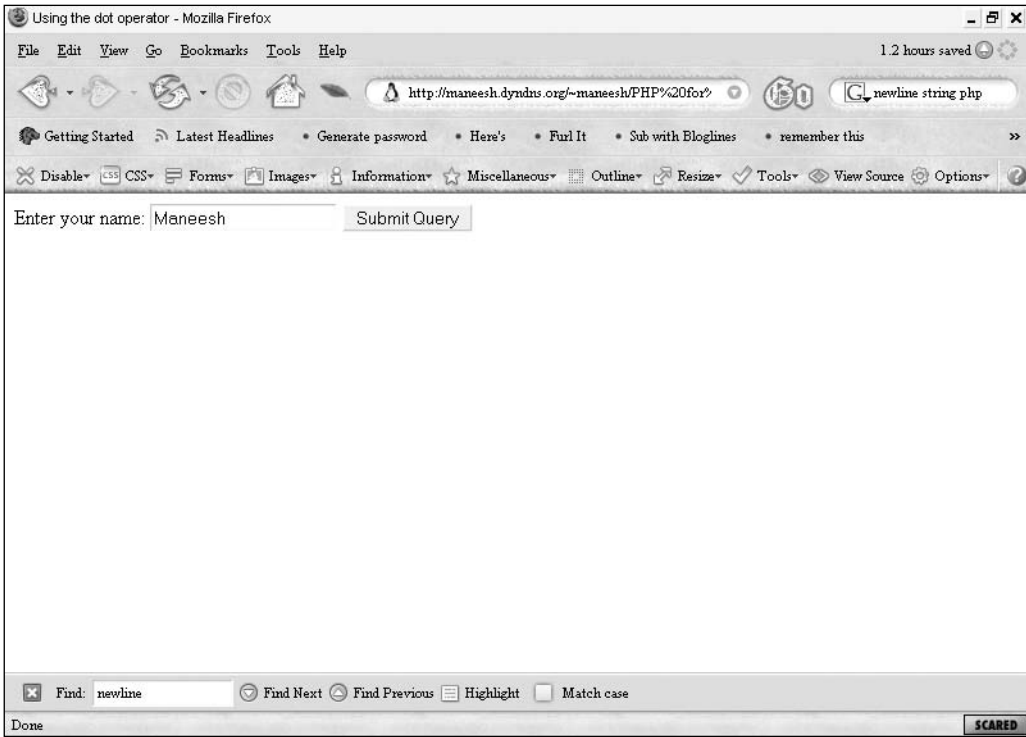 Using the dot operator - Mozilla Firefox
File Edit View Go Bookmarks Tools Help 1.2 hours saved
http://maneesh.dyndns.org/~maneesh/PHP%20for% GO G newline string php
Getting Started Latest Headlines • Generate password • Here's • Furl It • Sub with Bloglines • remember this »
Disable CSS CSS Forms Images Information Miscellaneous Outline Resize Tools View Source Options
Enter your name: Maneesh Submit Query
Find: newline Find Next Find Previous Highlight Match case
Done SCARED